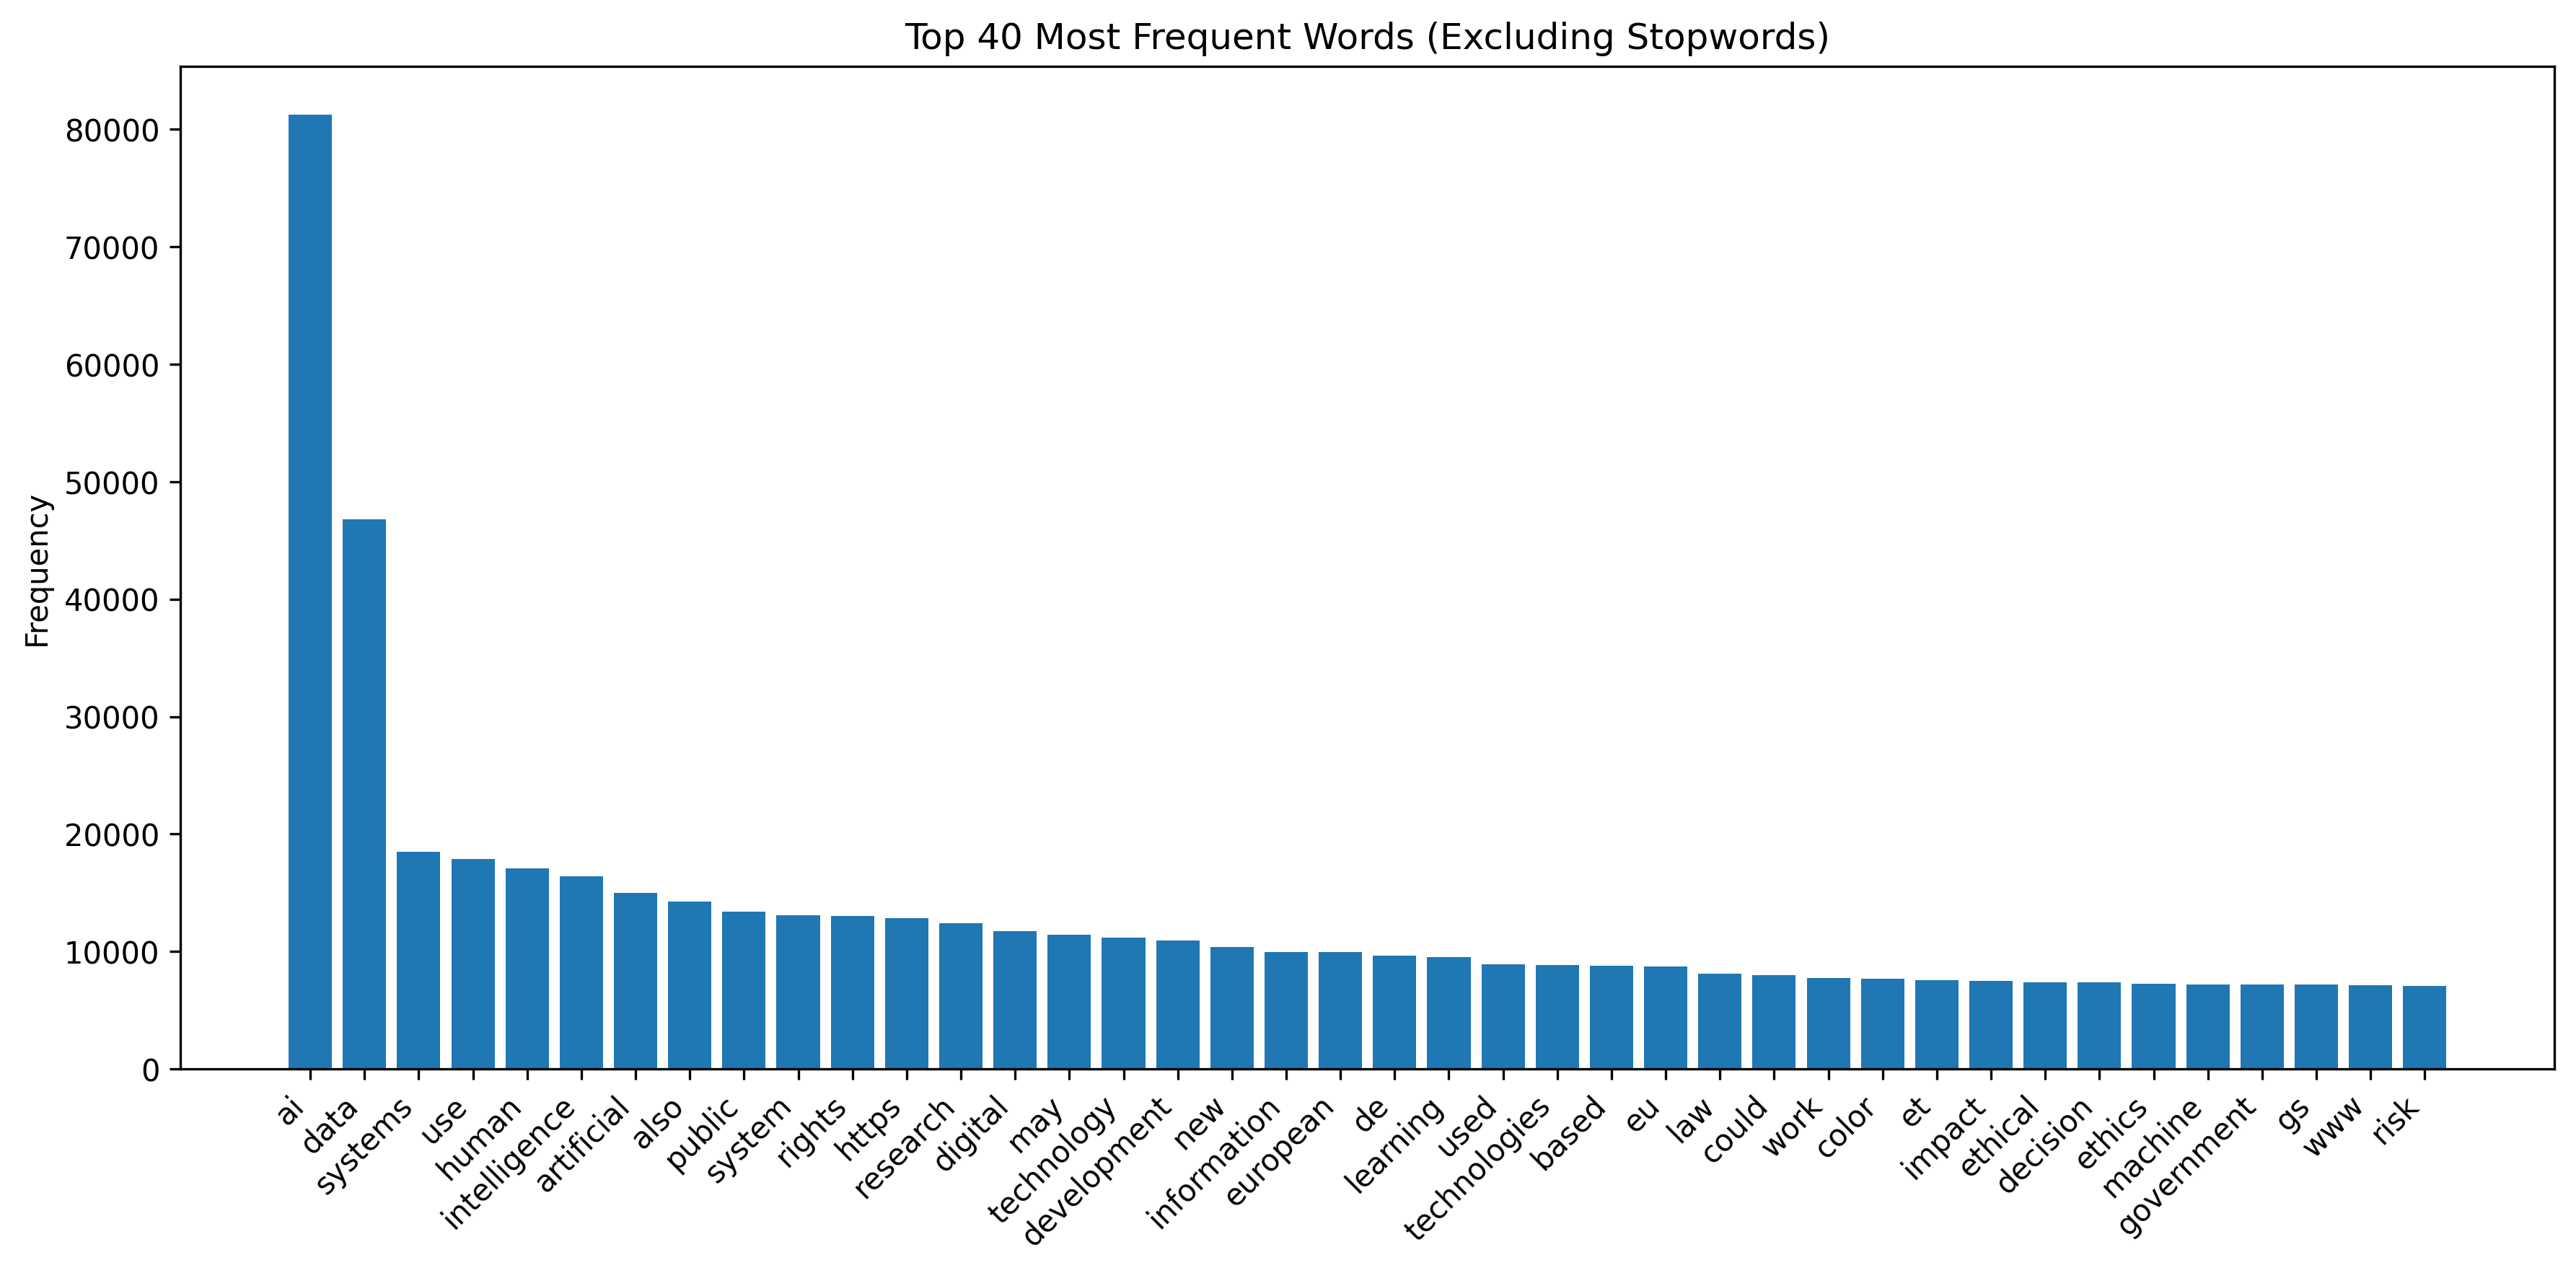 Top 40 Most Frequent Words (Excluding Stopwords)
Frequency
80000
70000
60000
50000
40000
30000
20000
10000
0
ai
data
systems
use
human
intelligence
artificial
also
public
system
rights
https
research
digital
may
technology
development
new
information
european
de
learning
used
technologies
based
eu
law
could
work
color
et
impact
ethical
decision
ethics
machine
government
gs
www
risk